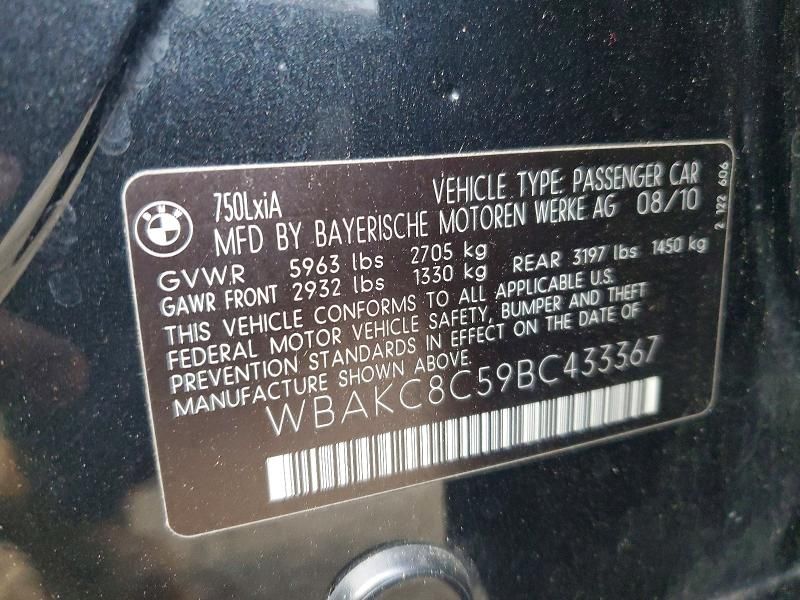 BMW
750LxiA VEHICLE TYPE: PASSENGER CAR
MFD BY BAYERISCHE MOTOREN WERKE AG 08/10
GVWR 5963 lbs 2705 kg
GAWR FRONT 2932 lbs 1330 kg REAR 3197 lbs 1450 kg
THIS VEHICLE CONFORMS TO ALL APPLICABLE U.S.
FEDERAL MOTOR VEHICLE SAFETY, BUMPER AND THEFT
PREVENTION STANDARDS IN EFFECT ON THE DATE OF
MANUFACTURE SHOWN ABOVE.
WBAKC8C59BC433367
2 122 606